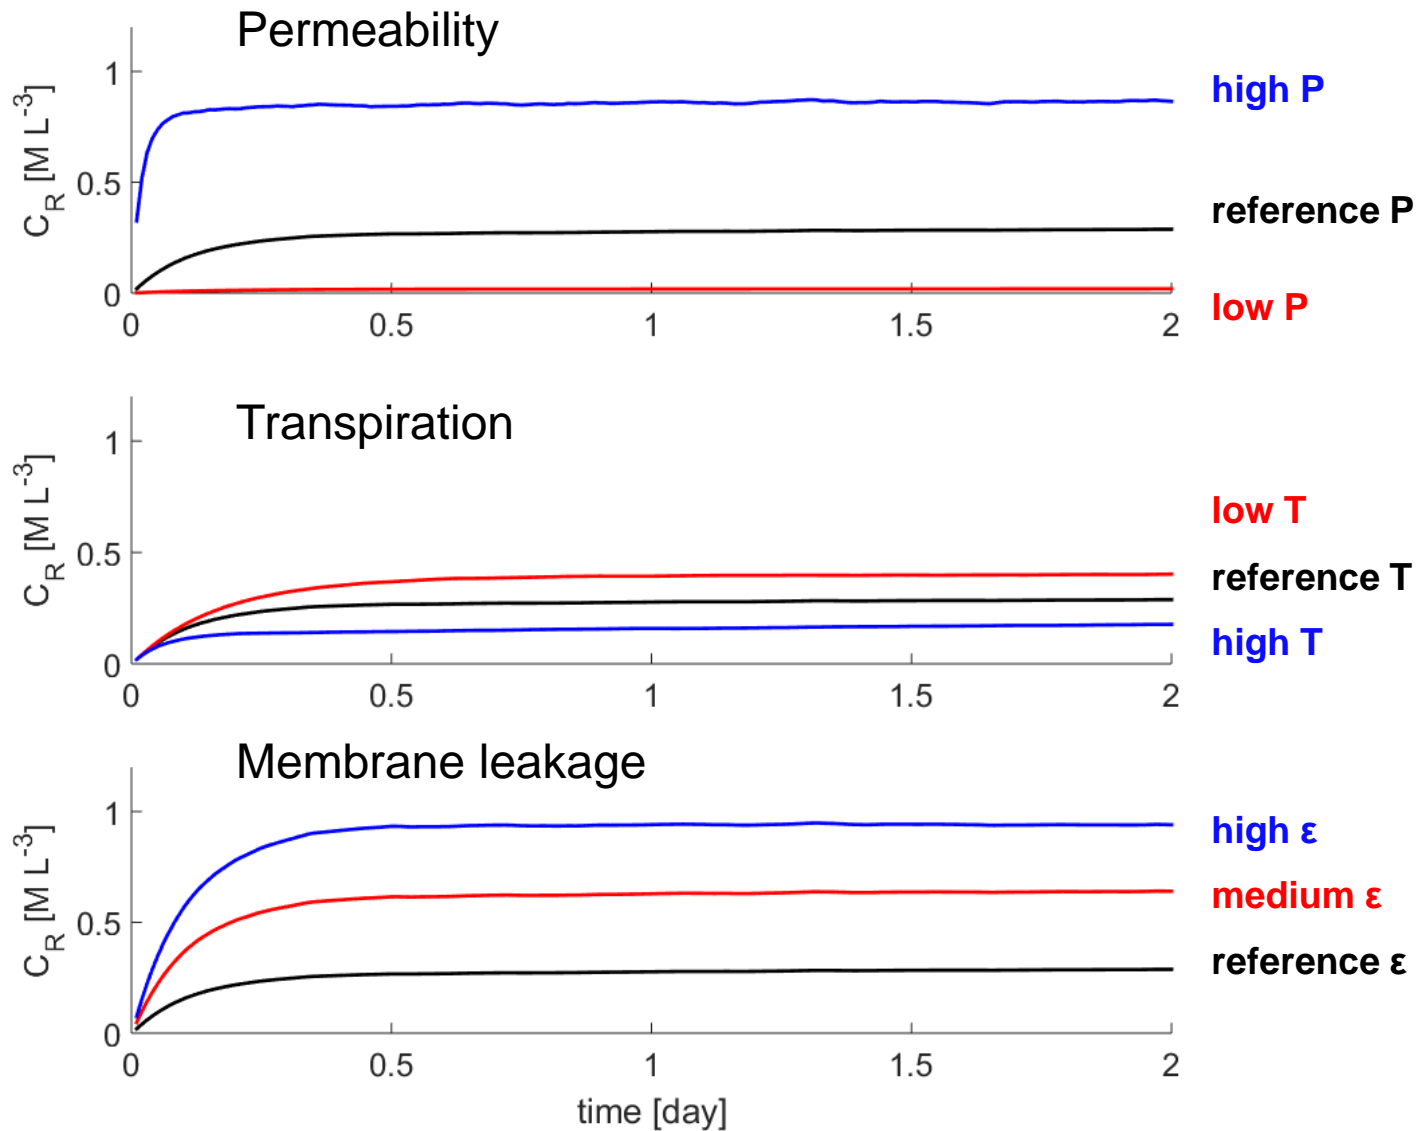 Permeability
C_R [M L^-3]
1
0.5
0
0 0.5 1 1.5 2
high P
reference P
low P
Transpiration
C_R [M L^-3]
1
0.5
0
0 0.5 1 1.5 2
low T
reference T
high T
Membrane leakage
C_R [M L^-3]
1
0.5
0
0 0.5 1 1.5 2
high ε
medium ε
reference ε
time [day]